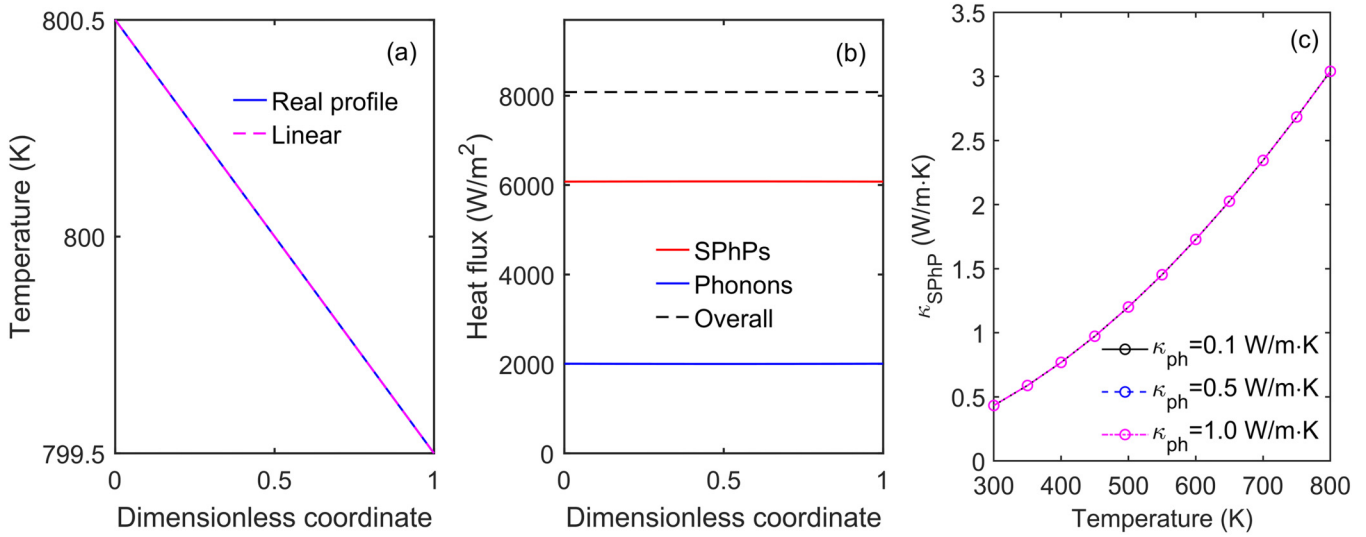 800.5
800
799.5
0
0.5
1
Temperature (K)
Dimensionless coordinate
(a)
Real profile
Linear
8000
6000
4000
2000
0
0
0.5
1
Heat flux (W/m²)
Dimensionless coordinate
(b)
SPhPs
Phonons
Overall
3.5
3
2.5
2
1.5
1
0.5
0
300 400 500 600 700 800
κSPhP (W/m·K)
Temperature (K)
(c)
κph=0.1 W/m·K
κph=0.5 W/m·K
κph=1.0 W/m·K